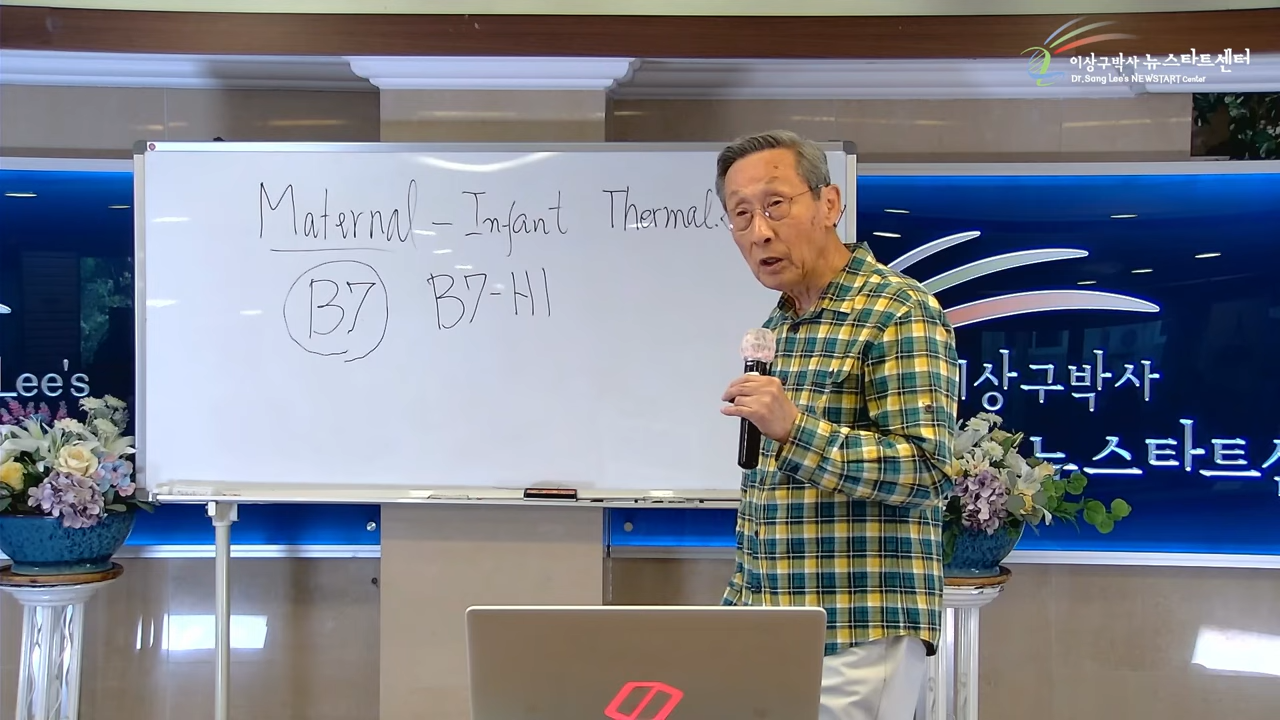 이상구박사 뉴스타트센터
Dr. Sang Lee's NEWSTART Center
Maternal - Infant Thermal
B7 B7-H1
Lee's
이상구박사
뉴스타트센